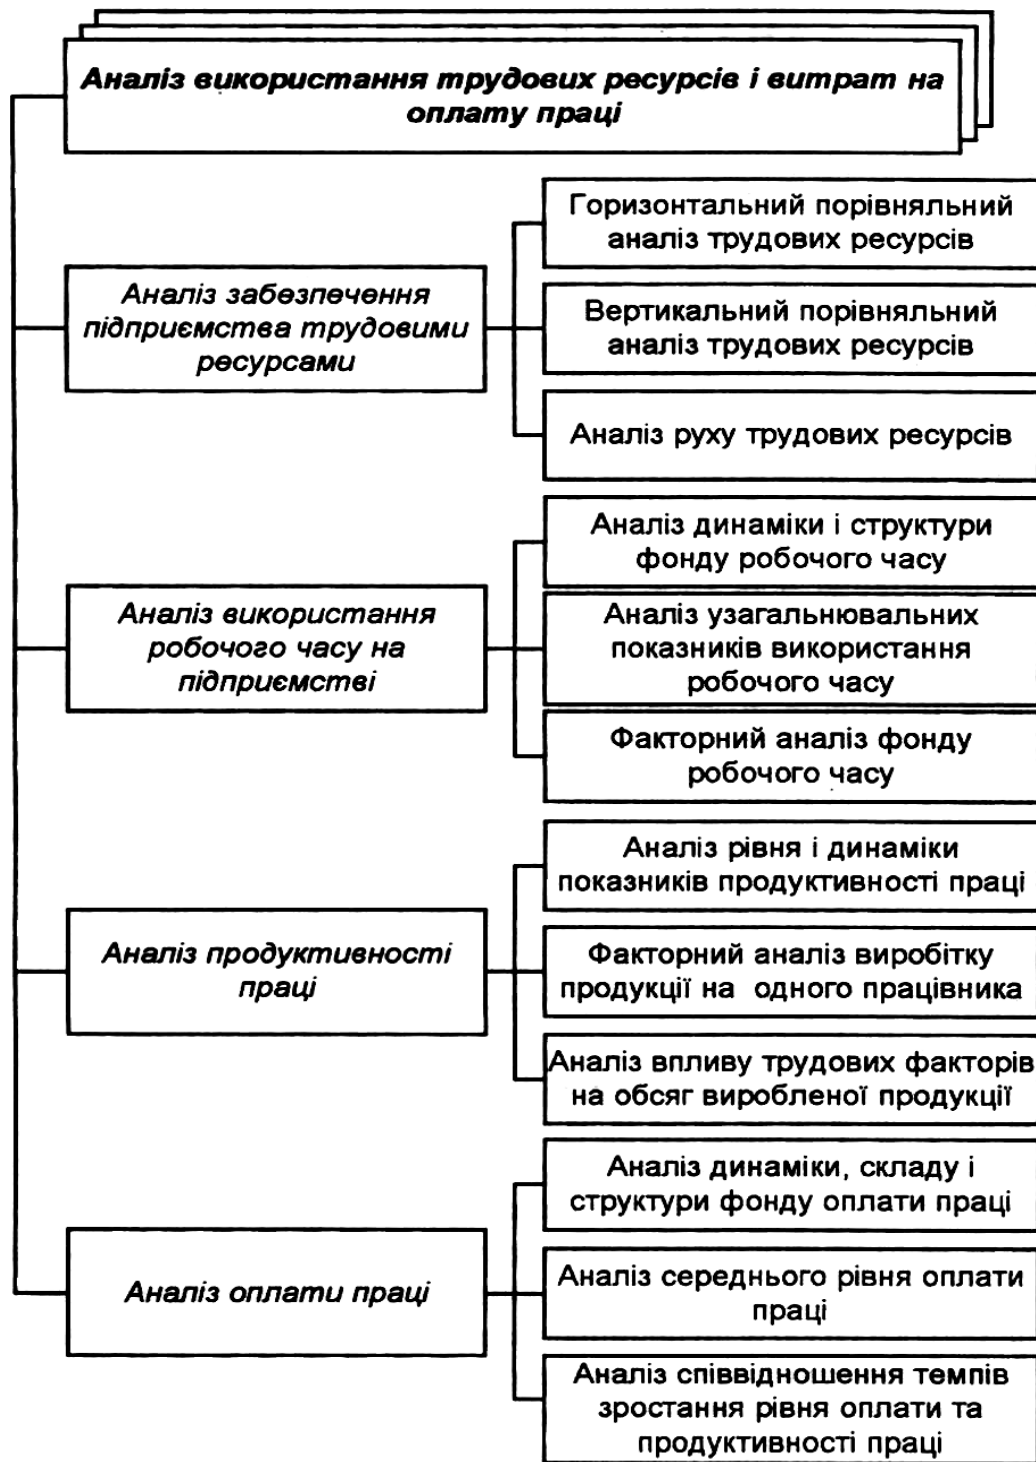 Аналіз використання трудових ресурсів і витрат на
оплату праці
Аналіз забезпечення
підприємства трудовими
ресурсами
Горизонтальний порівняльний
аналіз трудових ресурсів
Вертикальний порівняльний
аналіз трудових ресурсів
Аналіз руху трудових ресурсів
Аналіз використання
робочого часу на
підприємстві
Аналіз динаміки і структури
фонду робочого часу
Аналіз узагальнювальних
показників використання
робочого часу
Факторний аналіз фонду
робочого часу
Аналіз продуктивності
праці
Аналіз рівня і динаміки
показників продуктивності праці
Факторний аналіз виробітку
продукції на одного працівника
Аналіз впливу трудових факторів
на обсяг виробленої продукції
Аналіз оплати праці
Аналіз динаміки, складу і
структури фонду оплати праці
Аналіз середнього рівня оплати
праці
Аналіз співвідношення темпів
зростання рівня оплати та
продуктивності праці